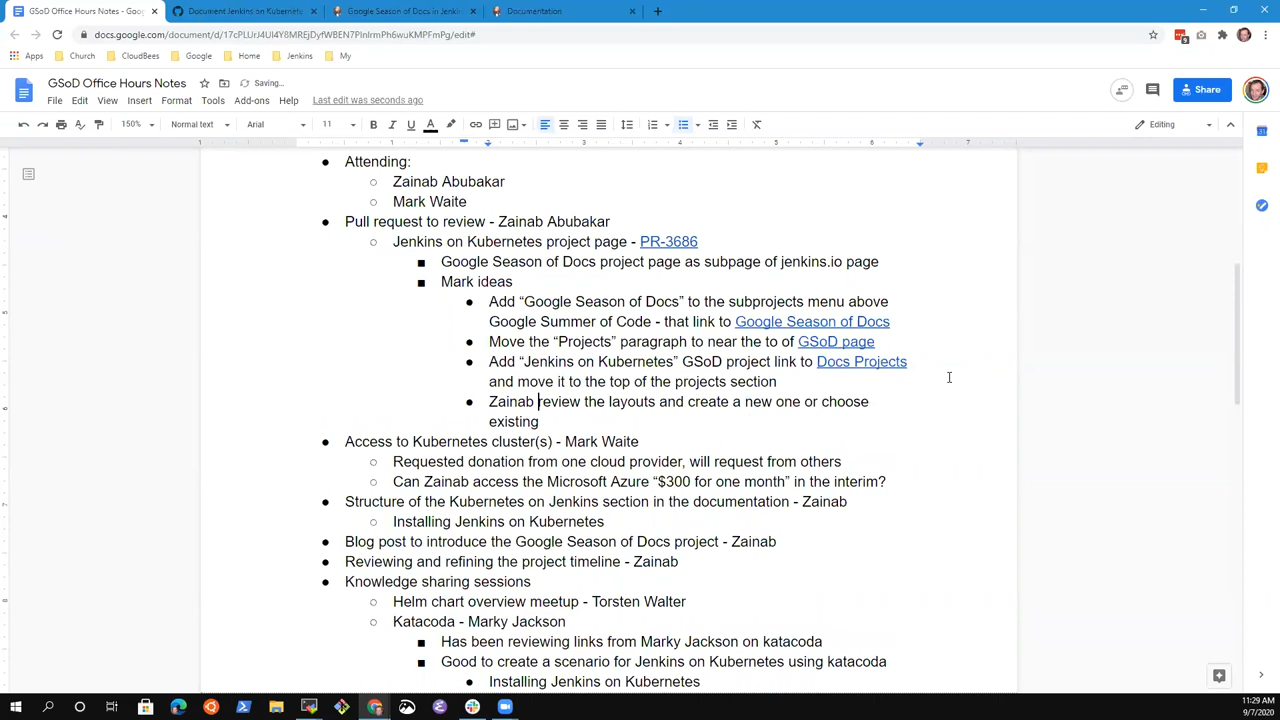 GSoD Office Hours Notes - Goog
Document Jenkins on Kubernete
Google Season of Docs in Jenkin
Documentation
docs.google.com/document/d/17cPLUrJ4UI4Y8MREjDyfWBEN7PInIrmPh6wuKMPFmPg/edit#
Apps
Church
CloudBees
Google
Home
Jenkins
My
GSoD Office Hours Notes
Saving...
File Edit View Insert Format Tools Add-ons Help Last edit was seconds ago
Share
150% Normal text Arial 11
Editing
Attending:
Zainab Abubakar
Mark Waite
Pull request to review - Zainab Abubakar
Jenkins on Kubernetes project page - PR-3686
Google Season of Docs project page as subpage of jenkins.io page
Mark ideas
Add “Google Season of Docs” to the subprojects menu above
Google Summer of Code - that link to Google Season of Docs
Move the “Projects” paragraph to near the to of GSoD page
Add “Jenkins on Kubernetes” GSoD project link to Docs Projects
and move it to the top of the projects section
Zainab review the layouts and create a new one or choose
existing
Access to Kubernetes cluster(s) - Mark Waite
Requested donation from one cloud provider, will request from others
Can Zainab access the Microsoft Azure “$300 for one month” in the interim?
Structure of the Kubernetes on Jenkins section in the documentation - Zainab
Installing Jenkins on Kubernetes
Blog post to introduce the Google Season of Docs project - Zainab
Reviewing and refining the project timeline - Zainab
Knowledge sharing sessions
Helm chart overview meetup - Torsten Walter
Katacoda - Marky Jackson
Has been reviewing links from Marky Jackson on katacoda
Good to create a scenario for Jenkins on Kubernetes using katacoda
Installing Jenkins on Kubernetes
11:29 AM
9/7/2020